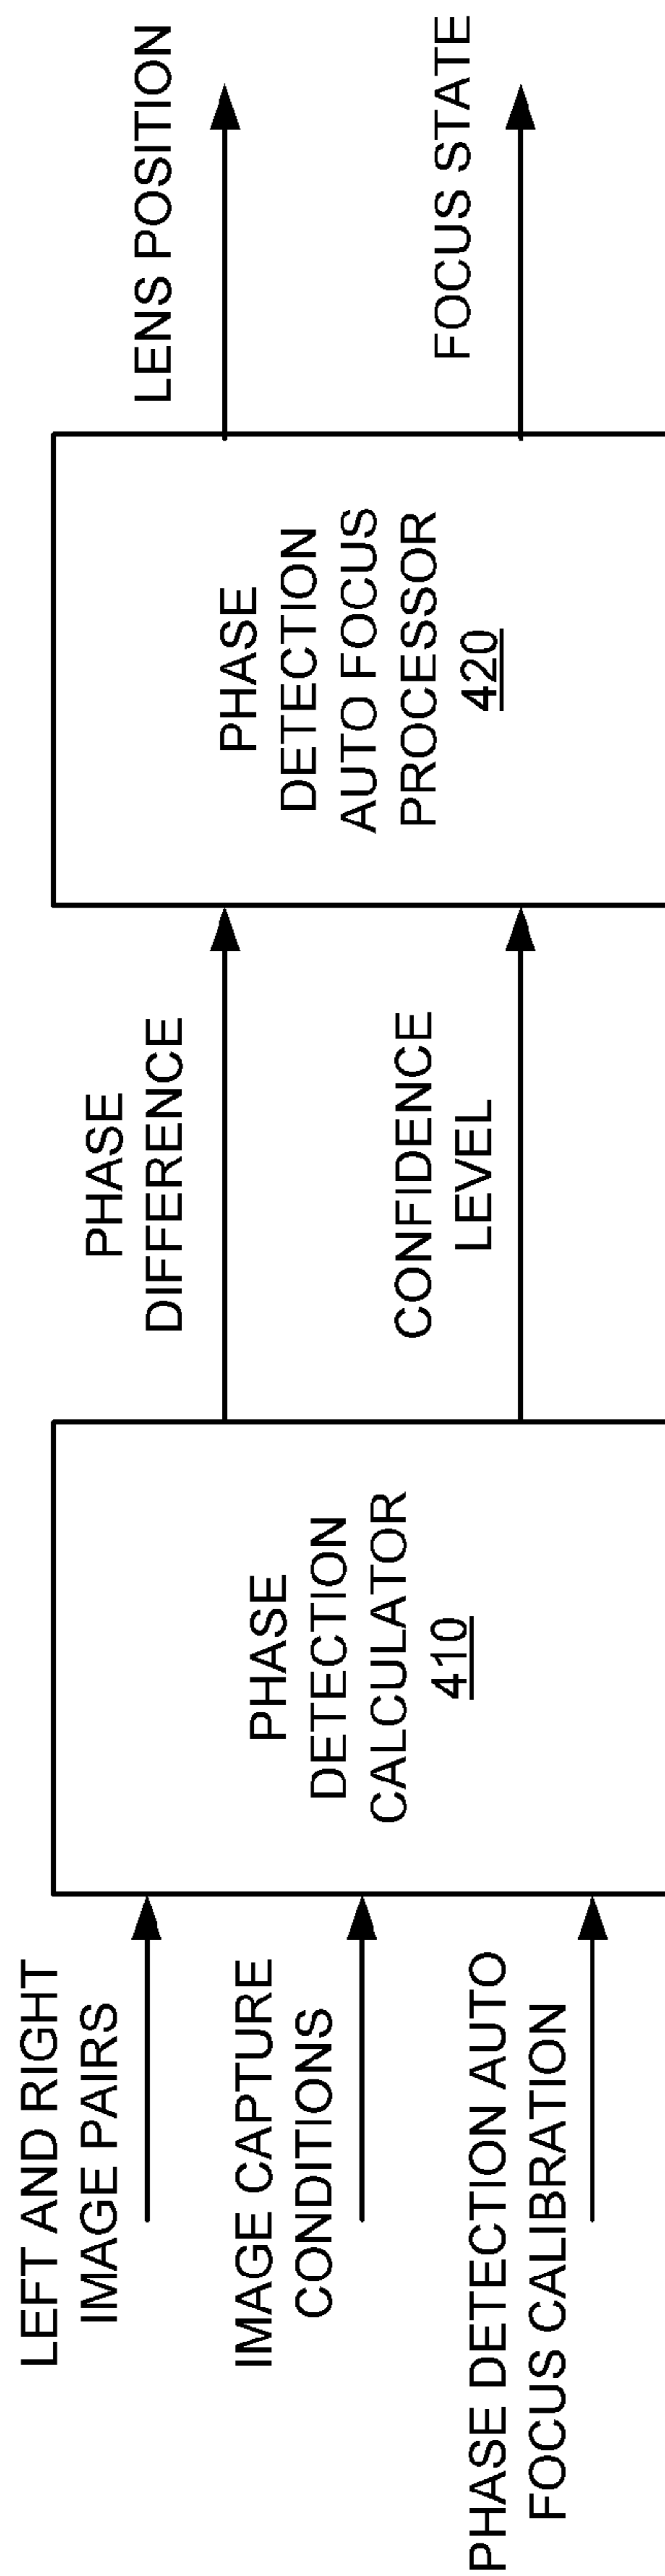 LEFT AND RIGHT
IMAGE PAIRS
IMAGE CAPTURE
CONDITIONS
PHASE DETECTION AUTO
FOCUS CALIBRATION
PHASE
DETECTION
CALCULATOR
410
PHASE
DIFFERENCE
CONFIDENCE
LEVEL
PHASE
DETECTION
AUTO FOCUS
PROCESSOR
420
LENS POSITION
FOCUS STATE